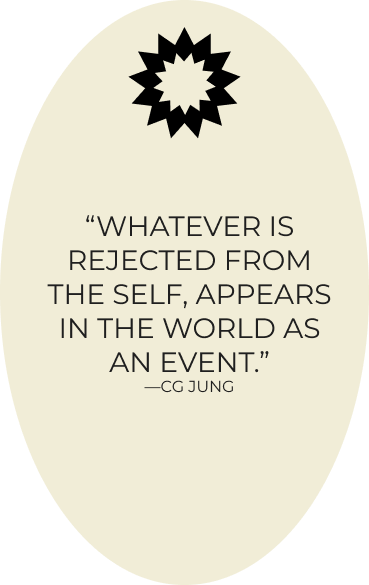 “WHATEVER IS
REJECTED FROM
THE SELF, APPEARS
IN THE WORLD AS
AN EVENT.”
—CG JUNG